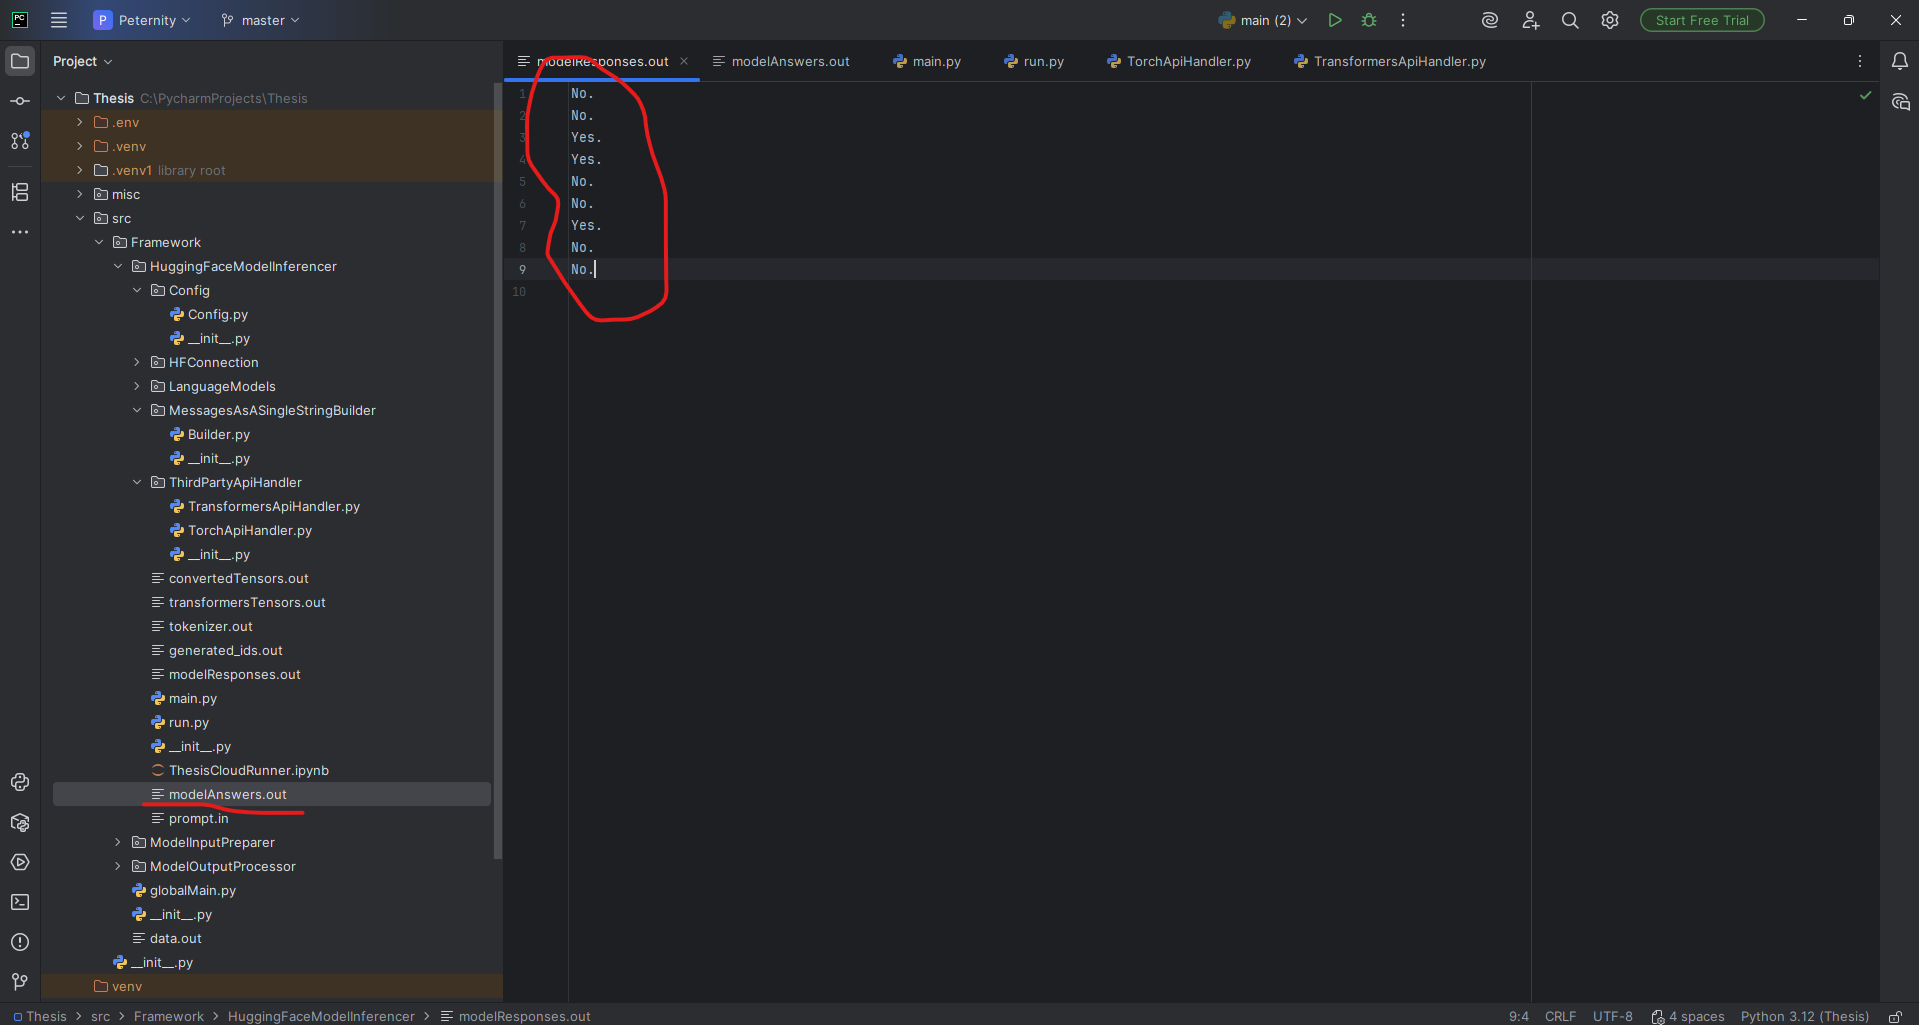 PC
P Peternity
master
main (2)
Start Free Trial
Project
modelResponses.out
modelAnswers.out
main.py
run.py
TorchApiHandler.py
TransformersApiHandler.py
Thesis C:\PycharmProjects\Thesis
.env
.venv
.venv1 library root
misc
src
Framework
HuggingFaceModelInferencer
Config
Config.py
__init__.py
HFConnection
LanguageModels
MessagesAsASingleStringBuilder
Builder.py
__init__.py
ThirdPartyApiHandler
TransformersApiHandler.py
TorchApiHandler.py
__init__.py
convertedTensors.out
transformersTensors.out
tokenizer.out
generated_ids.out
modelResponses.out
main.py
run.py
__init__.py
ThesisCloudRunner.ipynb
modelAnswers.out
prompt.in
ModelInputPreparer
ModelOutputProcessor
globalMain.py
__init__.py
data.out
__init__.py
venv
1 No.
2 No.
3 Yes.
4 Yes.
5 No.
6 No.
7 Yes.
8 No.
9 No.
10
Thesis > src > Framework > HuggingFaceModelInferencer > modelResponses.out
9:4 CRLF UTF-8 4 spaces Python 3.12 (Thesis)